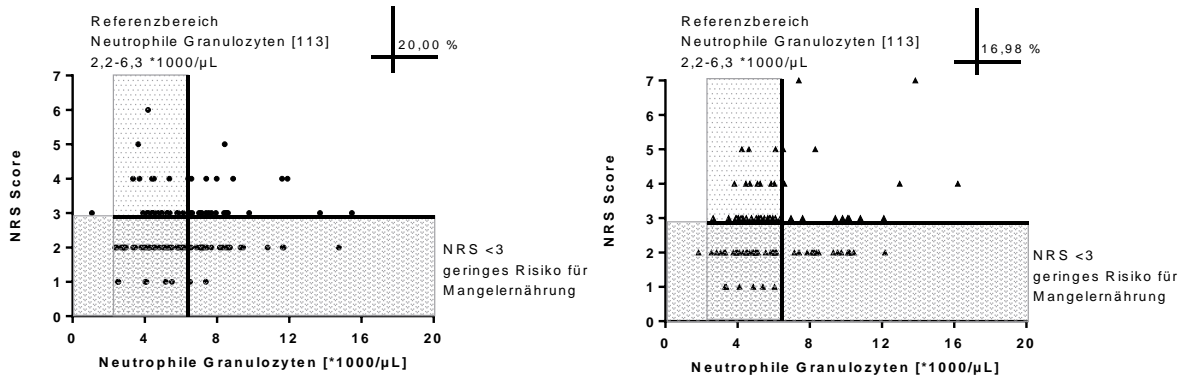 Referenzbereich
Neutrophile Granulozyten [113]
2,2-6,3 *1000/µL
20,00 %
7
6
5
4
3
2
1
0
NRS Score
0 4 8 12 16 20
Neutrophile Granulozyten [*1000/µL]
NRS <3
geringes Risiko für
Mangelernährung
Referenzbereich
Neutrophile Granulozyten [113]
2,2-6,3 *1000/µL
16,98 %
7
6
5
4
3
2
1
0
NRS Score
0 4 8 12 16 20
Neutrophile Granulozyten [*1000/µL]
NRS <3
geringes Risiko für
Mangelernährung